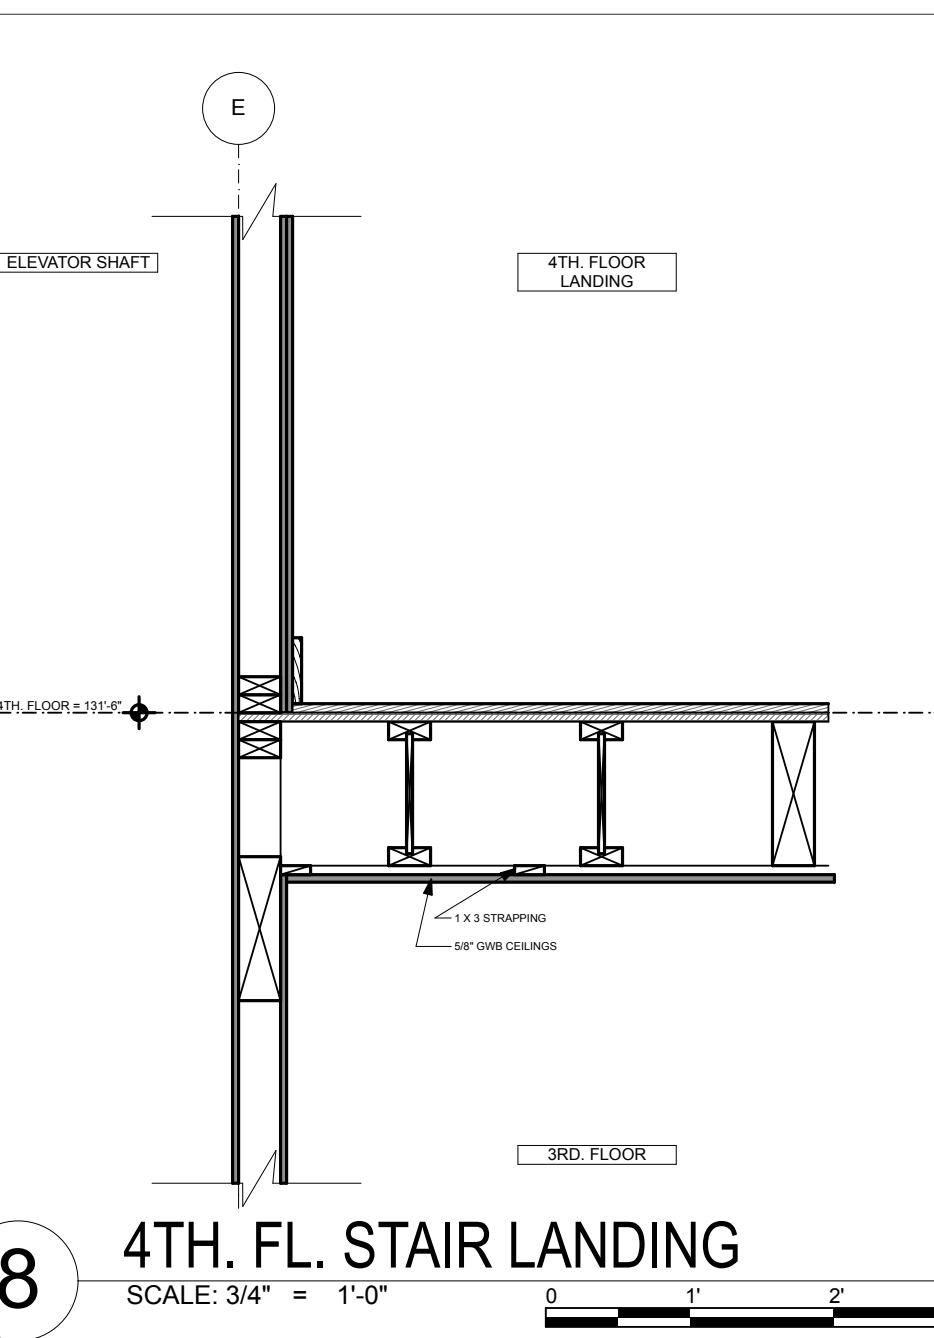 E
ELEVATOR SHAFT
4TH. FLOOR
LANDING
4TH. FLOOR = 131'-6"
1 X 3 STRAPPING
5/8" GWB CEILINGS
3RD. FLOOR
8
4TH. FL. STAIR LANDING
SCALE: 3/4" = 1'-0"
0 1' 2'